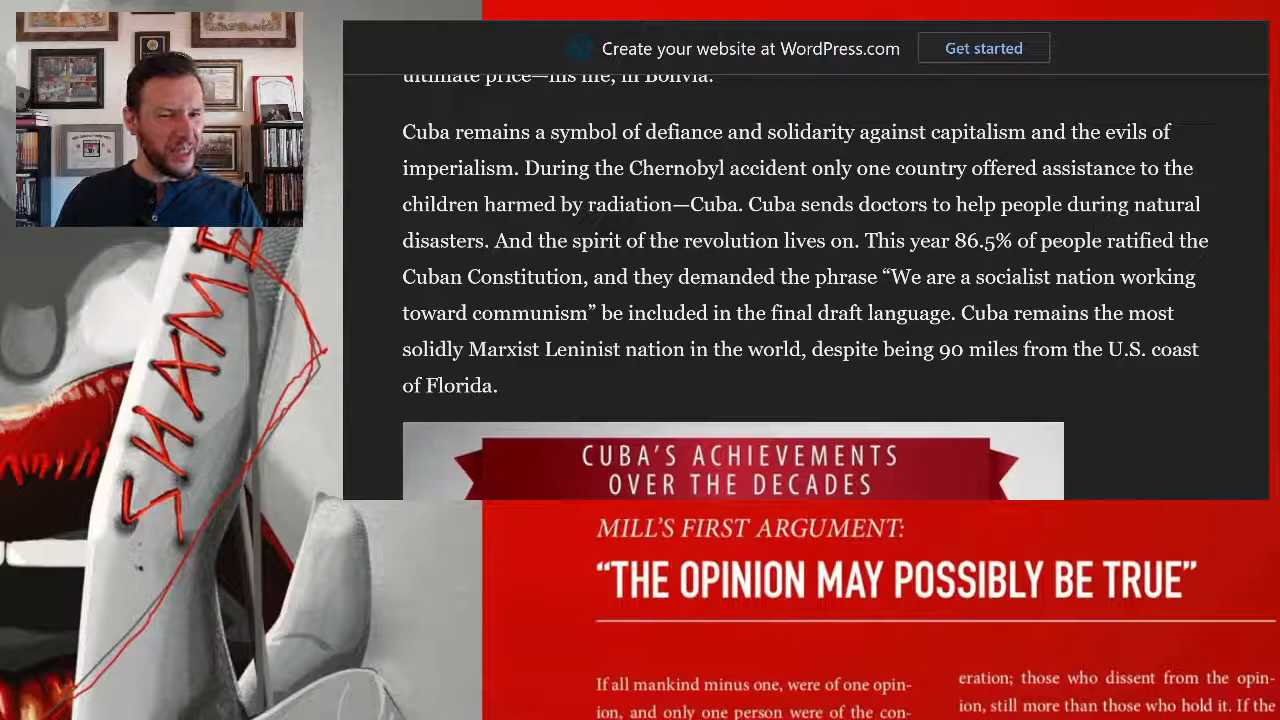 Create your website at WordPress.com
Get started
ultimate price—his life, in Bolivia.
Cuba remains a symbol of defiance and solidarity against capitalism and the evils of
imperialism. During the Chernobyl accident only one country offered assistance to the
children harmed by radiation—Cuba. Cuba sends doctors to help people during natural
disasters. And the spirit of the revolution lives on. This year 86.5% of people ratified the
Cuban Constitution, and they demanded the phrase “We are a socialist nation working
toward communism” be included in the final draft language. Cuba remains the most
solidly Marxist Leninist nation in the world, despite being 90 miles from the U.S. coast
of Florida.
CUBA'S ACHIEVEMENTS
OVER THE DECADES
SHAME
MILL'S FIRST ARGUMENT:
“THE OPINION MAY POSSIBLY BE TRUE”
If all mankind minus one, were of one opin-
ion, and only one person were of the con-
eration; those who dissent from the opin-
ion, still more than those who hold it. If the